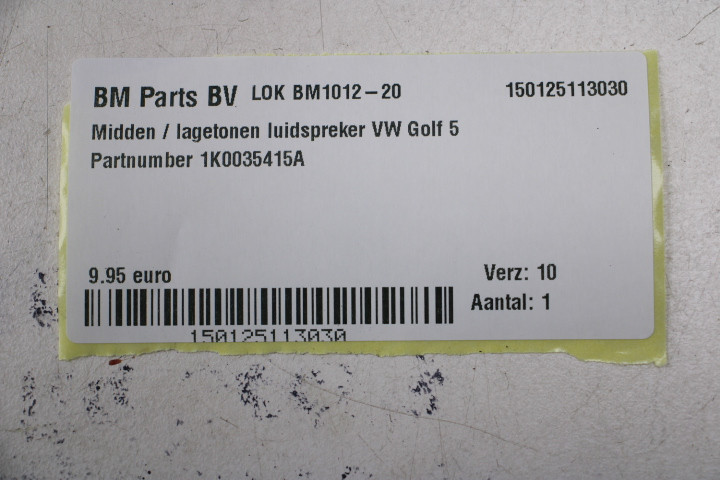 BM Parts BV LOK BM1012-20 150125113030
Midden / lagetonen luidspreker VW Golf 5
Partnumber 1K0035415A
9.95 euro Verz: 10
Aantal: 1
150125113030